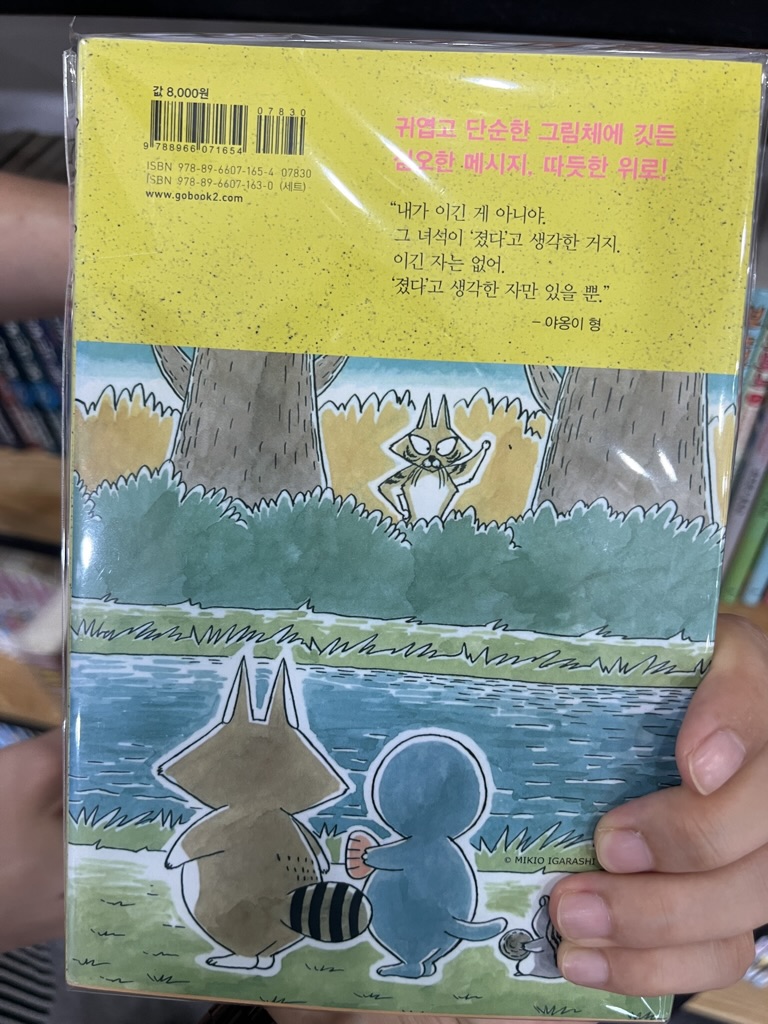 값 8,000원
07830
9 788966 071654
ISBN 978-89-6607-165-4 07830
ISBN 978-89-6607-163-0 (세트)
www.gobook2.com
귀엽고 단순한 그림체에 깃든
심오한 메시지, 따듯한 위로!
“내가 이긴 게 아니야.
그 녀석이 ‘졌다’고 생각한 거지.
이긴 자는 없어.
‘졌다’고 생각한 자만 있을 뿐.”
– 야옹이 형
© MIKIO IGARASHI